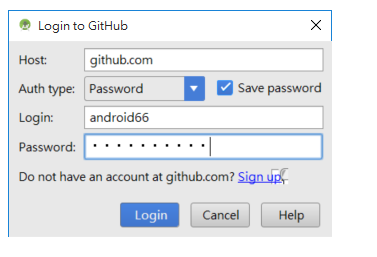 Login to GitHub
Host: github.com
Auth type: Password Save password
Login: android66
Password: ··········
Do not have an account at github.com? Sign up
Login Cancel Help